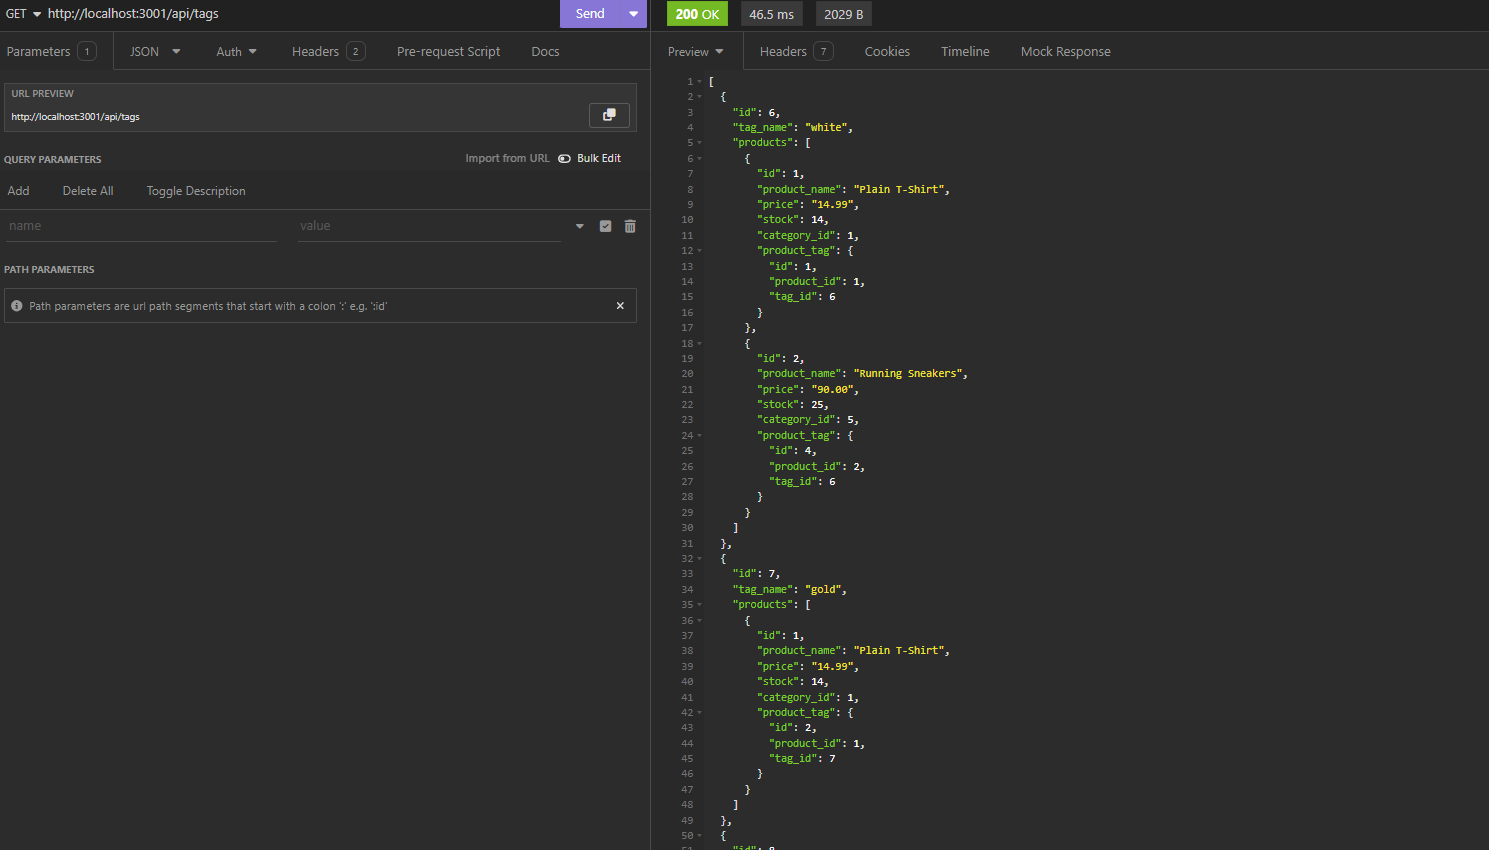 GET http://localhost:3001/api/tags Send
200 OK 46.5 ms 2029 B
Parameters 1 JSON Auth Headers 2 Pre-request Script Docs
Preview Headers 7 Cookies Timeline Mock Response
URL PREVIEW
http://localhost:3001/api/tags
QUERY PARAMETERS
Import from URL Bulk Edit
Add Delete All Toggle Description
name value
PATH PARAMETERS
Path parameters are url path segments that start with a colon ':' e.g. ':id'
1 [
2 {
3 "id": 6,
4 "tag_name": "white",
5 "products": [
6 {
7 "id": 1,
8 "product_name": "Plain T-Shirt",
9 "price": "14.99",
10 "stock": 14,
11 "category_id": 1,
12 "product_tag": {
13 "id": 1,
14 "product_id": 1,
15 "tag_id": 6
16 }
17 },
18 {
19 "id": 2,
20 "product_name": "Running Sneakers",
21 "price": "90.00",
22 "stock": 25,
23 "category_id": 5,
24 "product_tag": {
25 "id": 4,
26 "product_id": 2,
27 "tag_id": 6
28 }
29 }
30 ]
31 },
32 {
33 "id": 7,
34 "tag_name": "gold",
35 "products": [
36 {
37 "id": 1,
38 "product_name": "Plain T-Shirt",
39 "price": "14.99",
40 "stock": 14,
41 "category_id": 1,
42 "product_tag": {
43 "id": 2,
44 "product_id": 1,
45 "tag_id": 7
46 }
47 }
48 ]
49 },
50 {